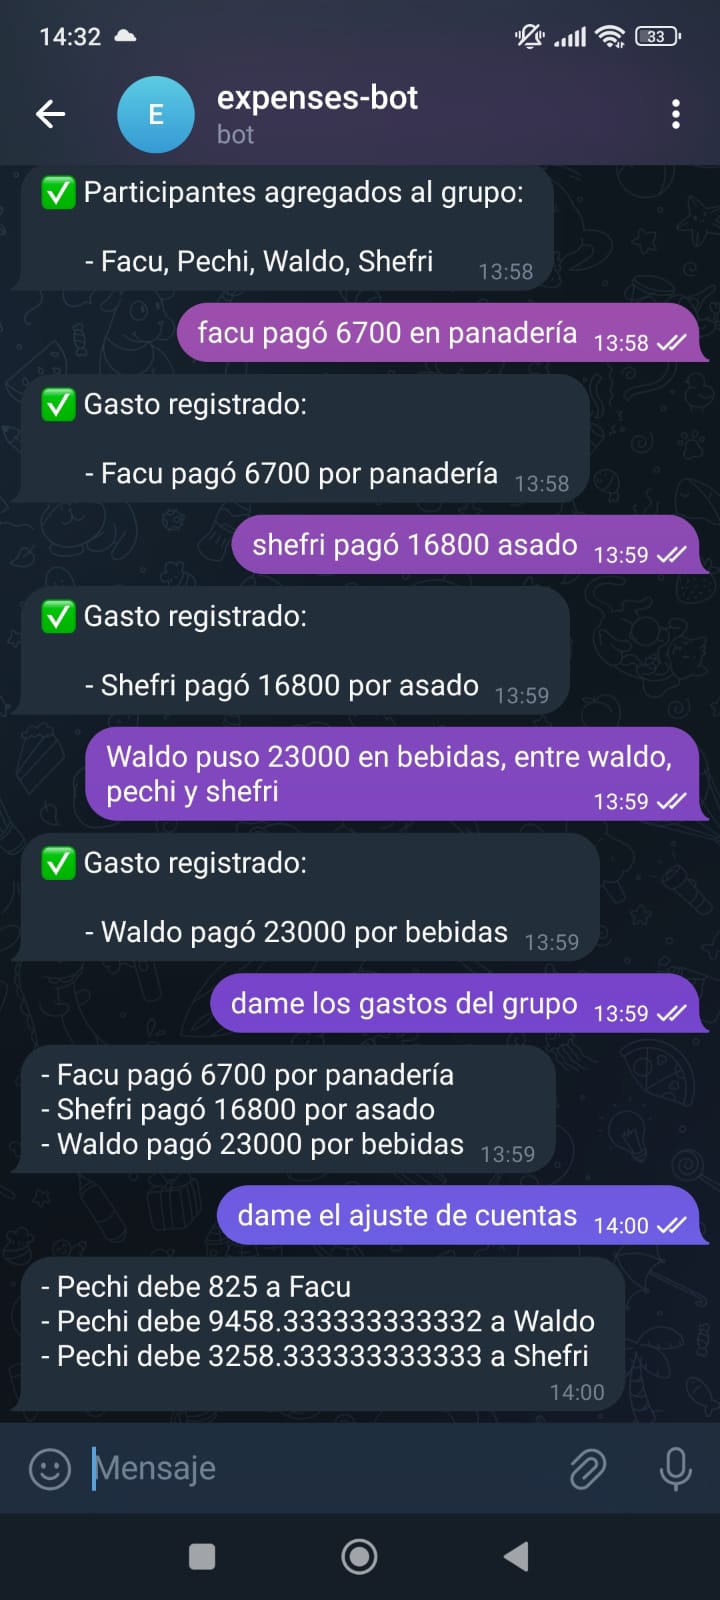 14:32
33
E
expenses-bot
bot
✅ Participantes agregados al grupo:
- Facu, Pechi, Waldo, Shefri 13:58
facu pagó 6700 en panadería 13:58
✅ Gasto registrado:
- Facu pagó 6700 por panadería 13:58
shefri pagó 16800 asado 13:59
✅ Gasto registrado:
- Shefri pagó 16800 por asado 13:59
Waldo puso 23000 en bebidas, entre waldo,
pechi y shefri 13:59
✅ Gasto registrado:
- Waldo pagó 23000 por bebidas 13:59
dame los gastos del grupo 13:59
- Facu pagó 6700 por panadería
- Shefri pagó 16800 por asado
- Waldo pagó 23000 por bebidas 13:59
dame el ajuste de cuentas 14:00
- Pechi debe 825 a Facu
- Pechi debe 9458.333333333332 a Waldo
- Pechi debe 3258.333333333333 a Shefri
14:00
Mensaje